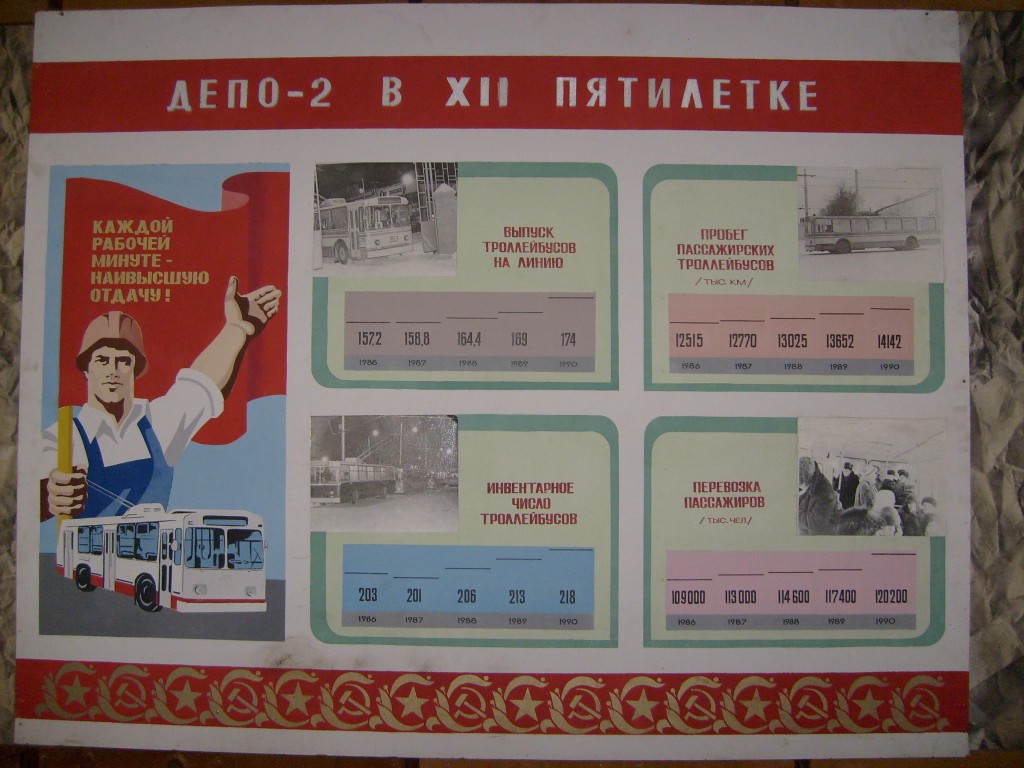 ДЕПО-2 В XII ПЯТИЛЕТКЕ
КАЖДОЙ
РАБОЧЕЙ
МИНУТЕ -
НАИВЫСШУЮ
ОТДАЧУ!
ВЫПУСК
ТРОЛЛЕЙБУСОВ
НА ЛИНИЮ
157,2 158,8 164,4 169 174
1986 1987 1988 1989 1990
ПРОБЕГ
ПАССАЖИРСКИХ
ТРОЛЛЕЙБУСОВ
/ТЫС. КМ/
12515 12770 13025 13652 14142
1986 1987 1988 1989 1990
ИНВЕНТАРНОЕ
ЧИСЛО
ТРОЛЛЕЙБУСОВ
203 201 206 213 218
1986 1987 1988 1989 1990
ПЕРЕВОЗКА
ПАССАЖИРОВ
/ТЫС. ЧЕЛ/
109000 113000 114600 117400 120200
1986 1987 1988 1989 1990